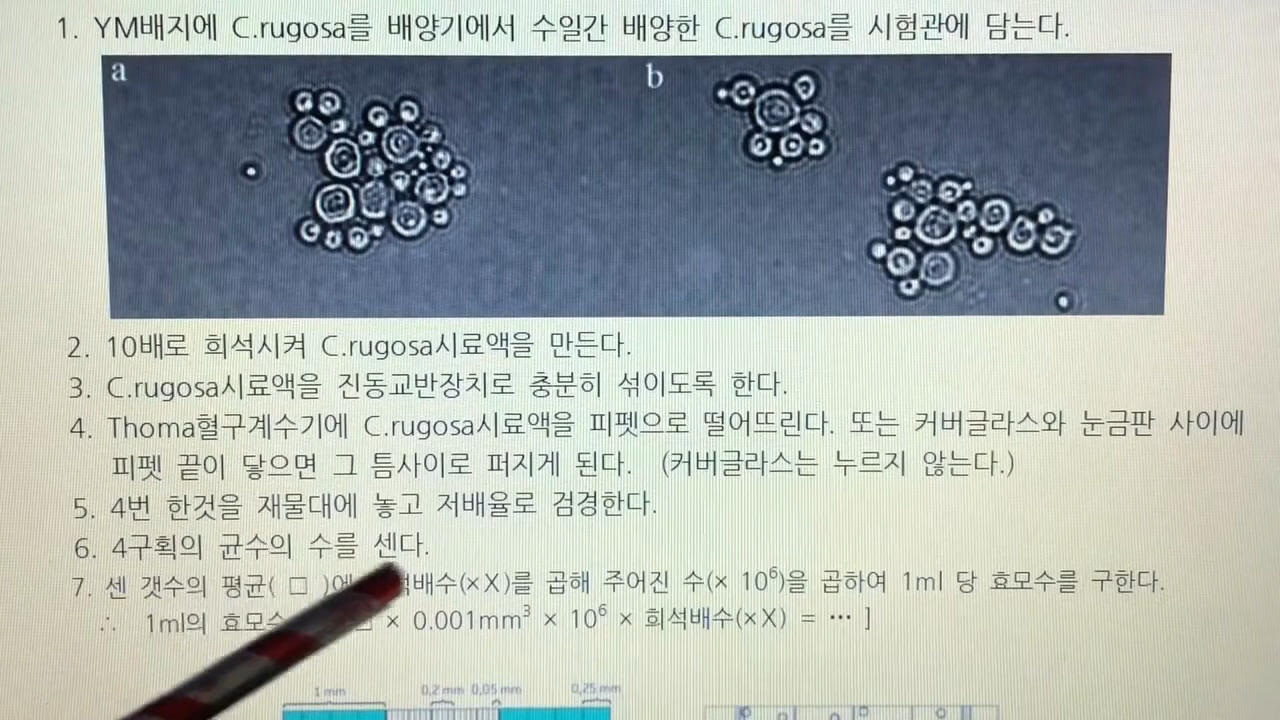 1. YM배지에 C.rugosa를 배양기에서 수일간 배양한 C.rugosa를 시험관에 담는다.
a
b
2. 10배로 희석시켜 C.rugosa시료액을 만든다.
3. C.rugosa시료액을 진동교반장치로 충분히 섞이도록 한다.
4. Thoma혈구계수기에 C.rugosa시료액을 피펫으로 떨어뜨린다. 또는 커버글라스와 눈금판 사이에
피펫 끝이 닿으면 그 틈사이로 퍼지게 된다. (커버글라스는 누르지 않는다.)
5. 4번 한것을 재물대에 놓고 저배율로 검경한다.
6. 4구획의 균수의 수를 센다.
7. 센 갯수의 평균( □ )에 배수(×X)를 곱해 주어진 수(× 10⁶)을 곱하여 1ml 당 효모수를 구한다.
∴ 1ml의 효모수 □ × 0.001mm³ × 10⁶ × 희석배수(×X) = ⋯ ]
1 mm 0,2 mm 0,05 mm 0,25 mm